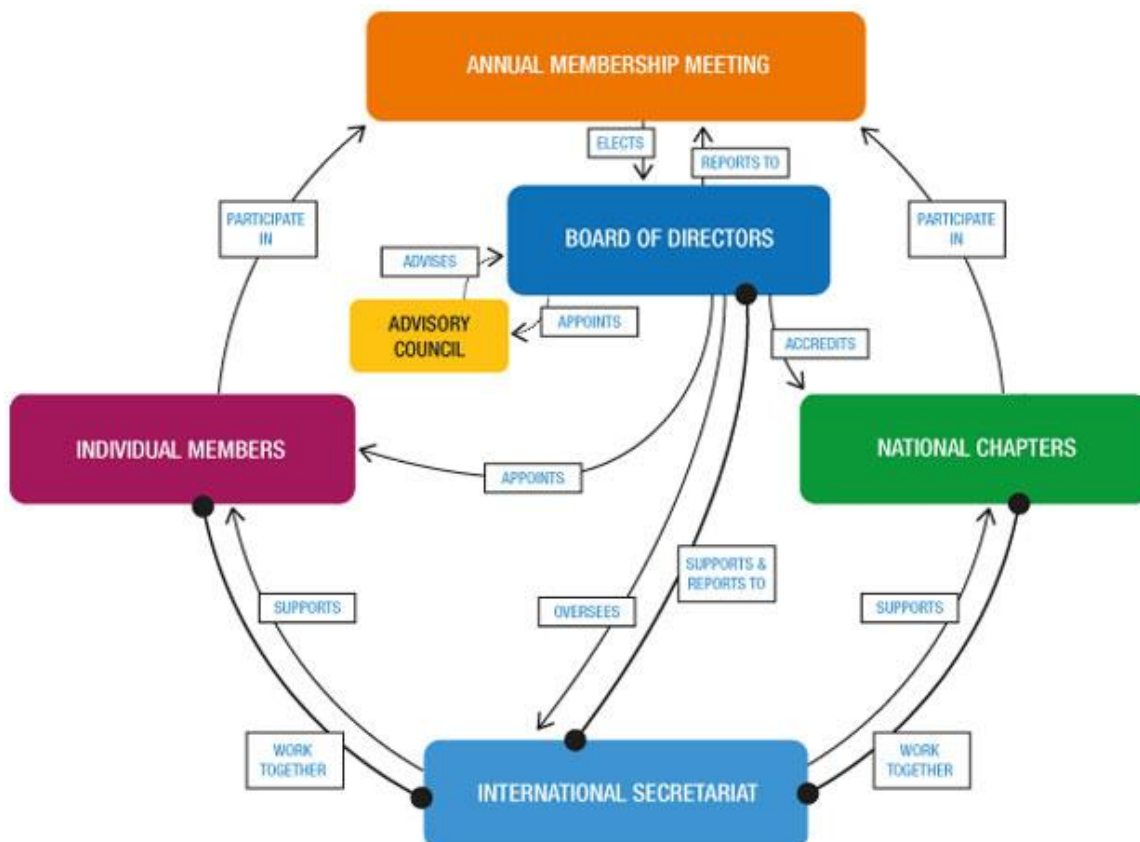 ANNUAL MEMBERSHIP MEETING
ELECTS
REPORTS TO
PARTICIPATE
IN
BOARD OF DIRECTORS
PARTICIPATE
IN
ADVISES
ADVISORY
COUNCIL
APPOINTS
ACCREDITS
INDIVIDUAL MEMBERS
APPOINTS
NATIONAL CHAPTERS
SUPPORTS &
REPORTS TO
SUPPORTS
OVERSEES
SUPPORTS
WORK
TOGETHER
WORK
TOGETHER
INTERNATIONAL SECRETARIAT